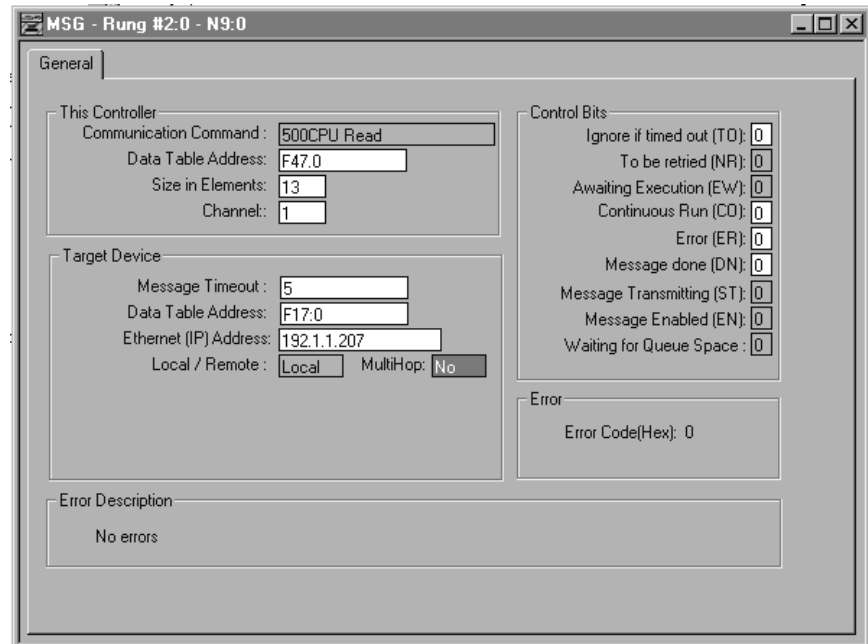 MSG - Rung #2:0 - N9:0
General
This Controller
Communication Command : 500CPU Read
Data Table Address: F47.0
Size in Elements: 13
Channel:: 1
Target Device
Message Timeout : 5
Data Table Address: F17:0
Ethernet (IP) Address: 192.1.1.207
Local / Remote : Local MultiHop: No
Control Bits
Ignore if timed out (TO): 0
To be retried (NR): 0
Awaiting Execution (EW): 0
Continuous Run (CO): 0
Error (ER): 0
Message done (DN): 0
Message Transmitting (ST): 0
Message Enabled (EN): 0
Waiting for Queue Space : 0
Error
Error Code(Hex): 0
Error Description
No errors